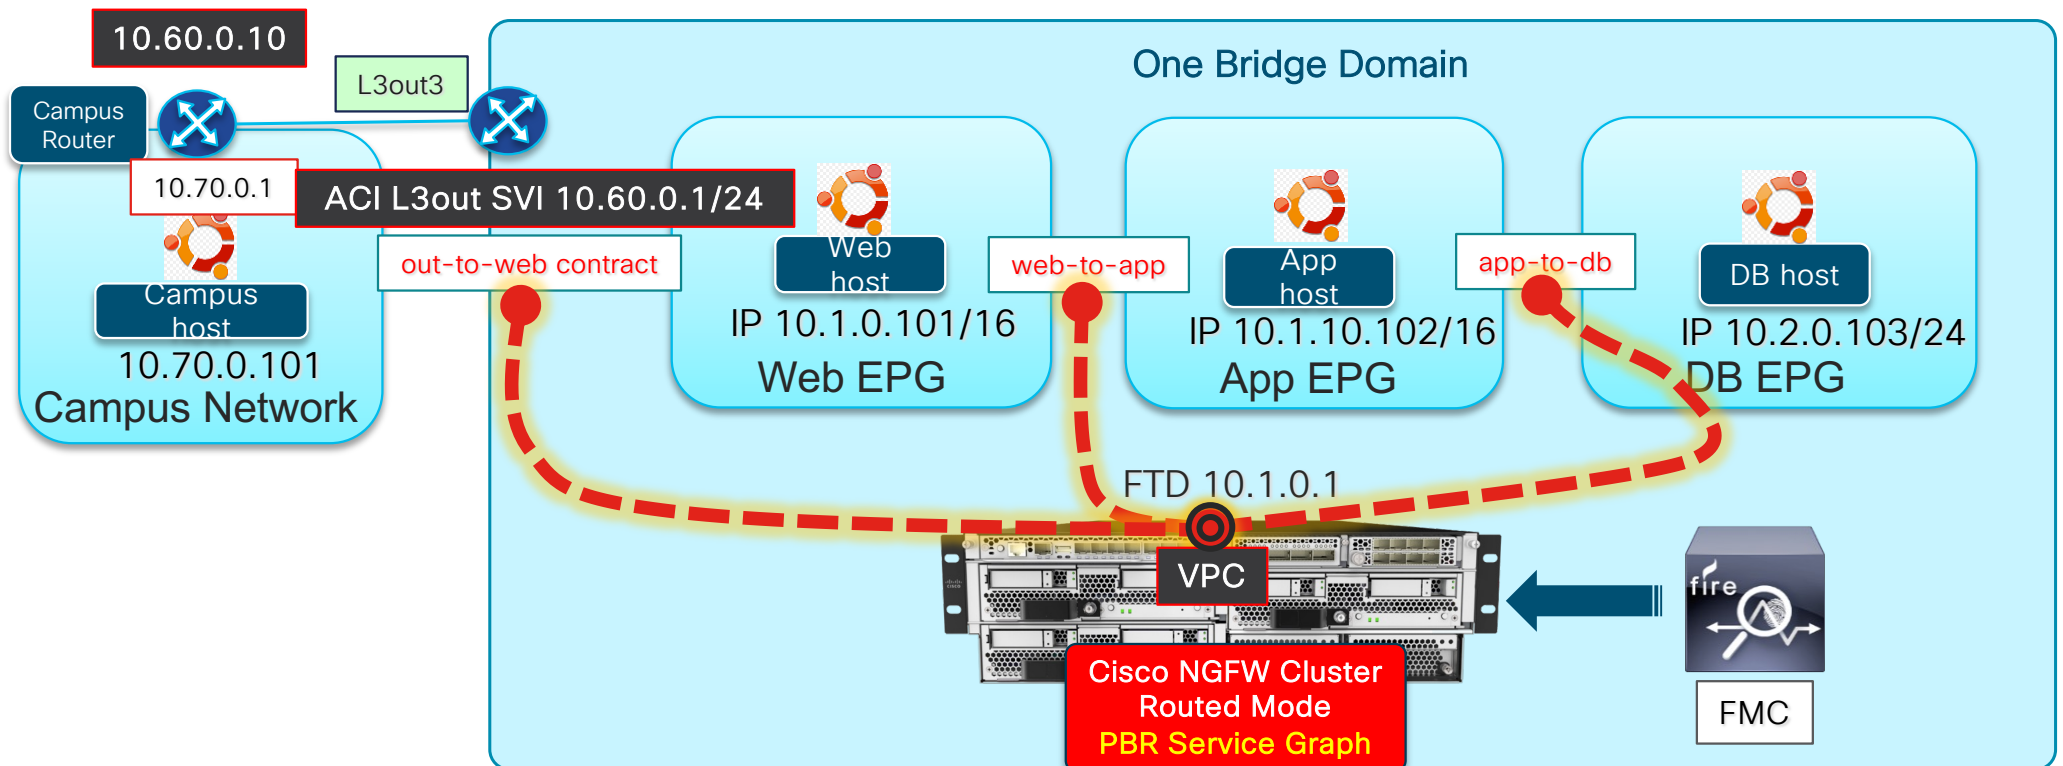 10.60.0.10
L3out3
One Bridge Domain
Campus
Router
10.70.0.1
ACI L3out SVI 10.60.0.1/24
out-to-web contract
Campus
host
10.70.0.101
Campus Network
Web
host
IP 10.1.0.101/16
Web EPG
web-to-app
App
host
IP 10.1.10.102/16
App EPG
app-to-db
DB host
IP 10.2.0.103/24
DB EPG
FTD 10.1.0.1
VPC
Cisco NGFW Cluster
Routed Mode
PBR Service Graph
fire
FMC